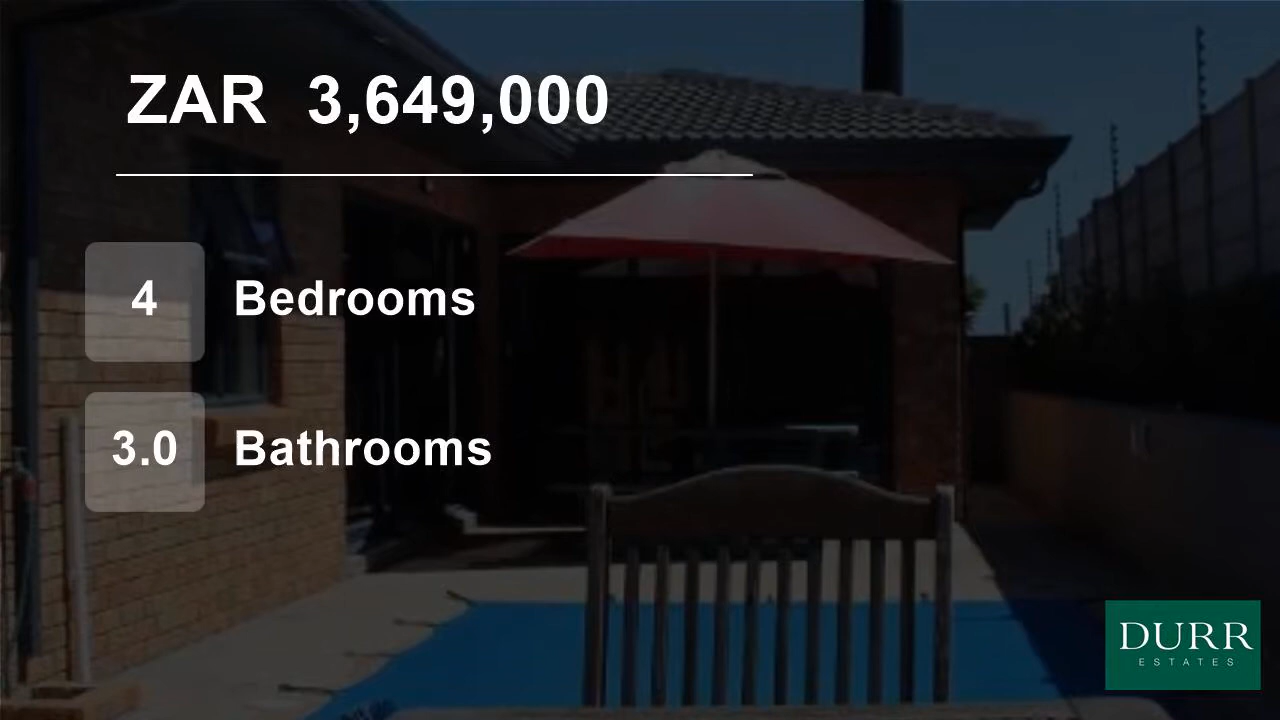 ZAR 3,649,000
4 Bedrooms
3.0 Bathrooms
DURR
ESTATES